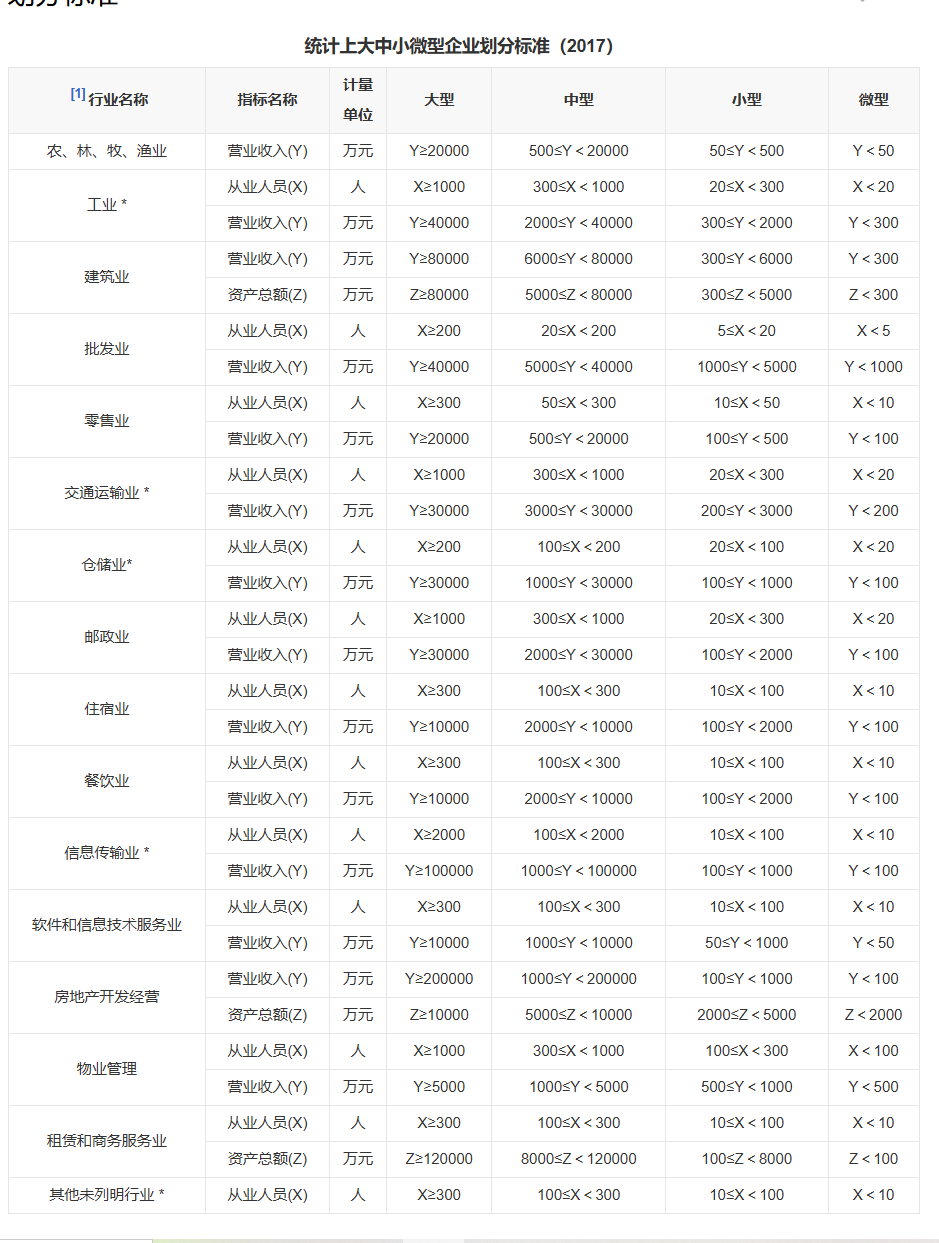 划分标准
统计上大中小微型企业划分标准（2017）
[1] 行业名称 指标名称 计量单位 大型 中型 小型 微型
农、林、牧、渔业 营业收入(Y) 万元 Y≥20000 500≤Y＜20000 50≤Y＜500 Y＜50
工业 * 从业人员(X) 人 X≥1000 300≤X＜1000 20≤X＜300 X＜20
营业收入(Y) 万元 Y≥40000 2000≤Y＜40000 300≤Y＜2000 Y＜300
建筑业 营业收入(Y) 万元 Y≥80000 6000≤Y＜80000 300≤Y＜6000 Y＜300
资产总额(Z) 万元 Z≥80000 5000≤Z＜80000 300≤Z＜5000 Z＜300
批发业 从业人员(X) 人 X≥200 20≤X＜200 5≤X＜20 X＜5
营业收入(Y) 万元 Y≥40000 5000≤Y＜40000 1000≤Y＜5000 Y＜1000
零售业 从业人员(X) 人 X≥300 50≤X＜300 10≤X＜50 X＜10
营业收入(Y) 万元 Y≥20000 500≤Y＜20000 100≤Y＜500 Y＜100
交通运输业 * 从业人员(X) 人 X≥1000 300≤X＜1000 20≤X＜300 X＜20
营业收入(Y) 万元 Y≥30000 3000≤Y＜30000 200≤Y＜3000 Y＜200
仓储业* 从业人员(X) 人 X≥200 100≤X＜200 20≤X＜100 X＜20
营业收入(Y) 万元 Y≥30000 1000≤Y＜30000 100≤Y＜1000 Y＜100
邮政业 从业人员(X) 人 X≥1000 300≤X＜1000 20≤X＜300 X＜20
营业收入(Y) 万元 Y≥30000 2000≤Y＜30000 100≤Y＜2000 Y＜100
住宿业 从业人员(X) 人 X≥300 100≤X＜300 10≤X＜100 X＜10
营业收入(Y) 万元 Y≥10000 2000≤Y＜10000 100≤Y＜2000 Y＜100
餐饮业 从业人员(X) 人 X≥300 100≤X＜300 10≤X＜100 X＜10
营业收入(Y) 万元 Y≥10000 2000≤Y＜10000 100≤Y＜2000 Y＜100
信息传输业 * 从业人员(X) 人 X≥2000 100≤X＜2000 10≤X＜100 X＜10
营业收入(Y) 万元 Y≥100000 1000≤Y＜100000 100≤Y＜1000 Y＜100
软件和信息技术服务业 从业人员(X) 人 X≥300 100≤X＜300 10≤X＜100 X＜10
营业收入(Y) 万元 Y≥10000 1000≤Y＜10000 50≤Y＜1000 Y＜50
房地产开发经营 营业收入(Y) 万元 Y≥200000 1000≤Y＜200000 100≤Y＜1000 Y＜100
资产总额(Z) 万元 Z≥10000 5000≤Z＜10000 2000≤Z＜5000 Z＜2000
物业管理 从业人员(X) 人 X≥1000 300≤X＜1000 100≤X＜300 X＜100
营业收入(Y) 万元 Y≥5000 1000≤Y＜5000 500≤Y＜1000 Y＜500
租赁和商务服务业 从业人员(X) 人 X≥300 100≤X＜300 10≤X＜100 X＜10
资产总额(Z) 万元 Z≥120000 8000≤Z＜120000 100≤Z＜8000 Z＜100
其他未列明行业 * 从业人员(X) 人 X≥300 100≤X＜300 10≤X＜100 X＜10